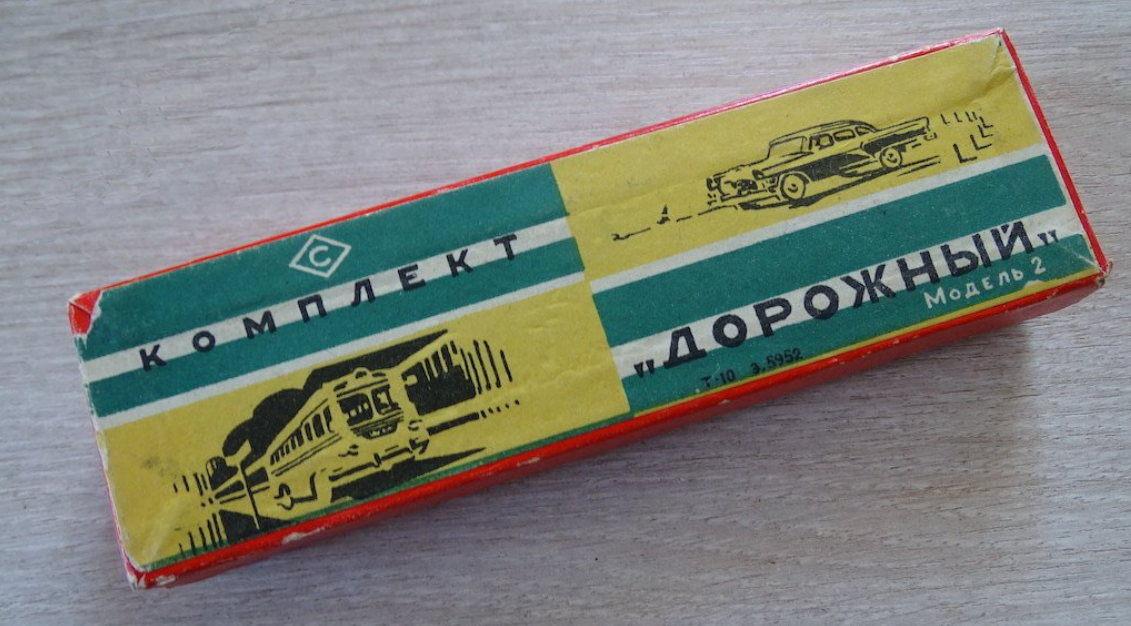 С
КОМПЛЕКТ
„ДОРОЖНЫЙ"
Модель 2
Т-10 З.5952